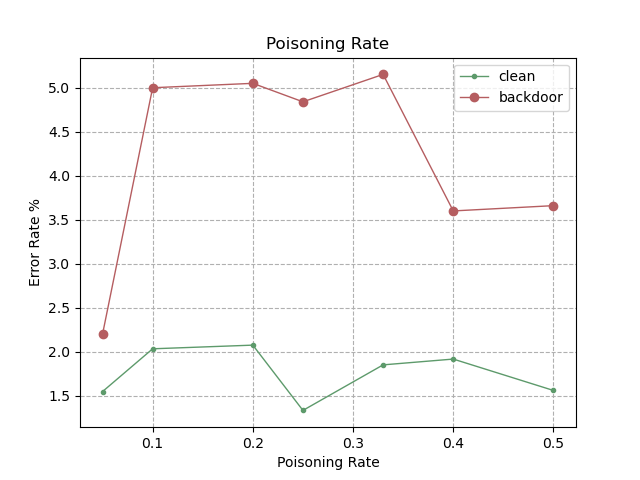 Poisoning Rate
clean
backdoor
5.0
4.5
4.0
3.5
3.0
2.5
2.0
1.5
Error Rate %
0.1 0.2 0.3 0.4 0.5
Poisoning Rate